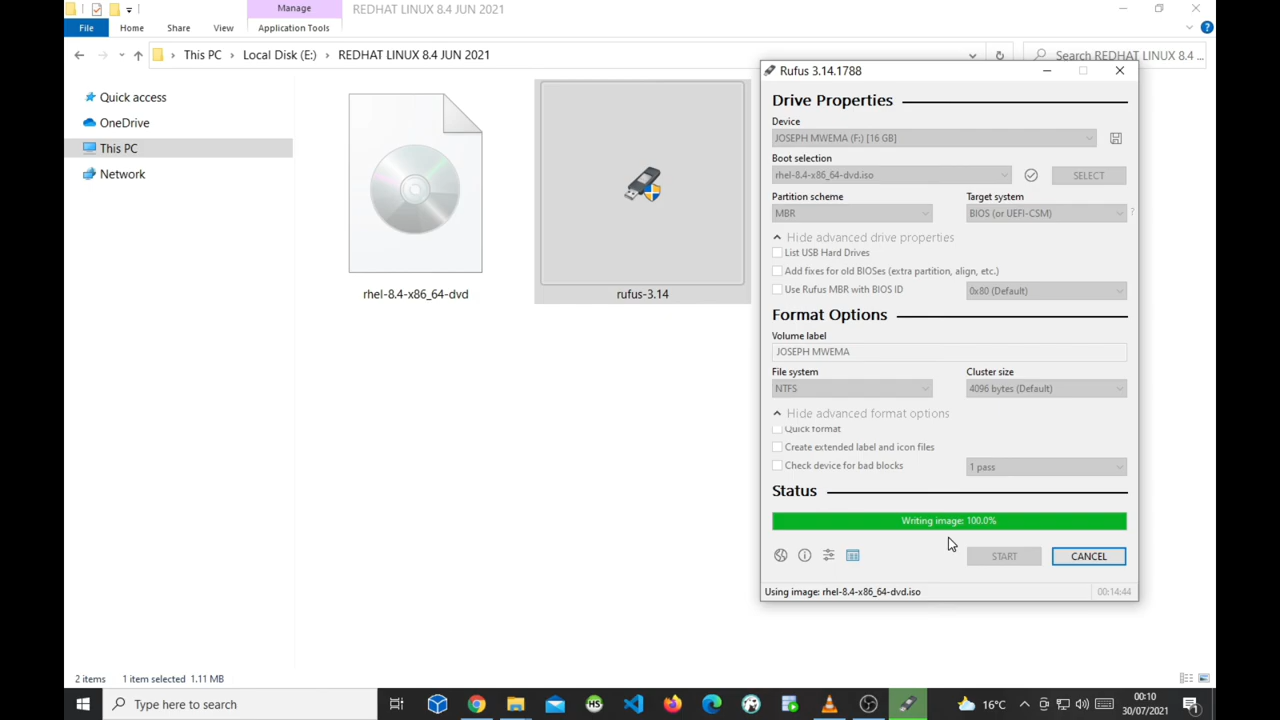 Manage
REDHAT LINUX 8.4 JUN 2021
File
Home
Share
View
Application Tools
This PC
Local Disk (E:)
REDHAT LINUX 8.4 JUN 2021
Search REDHAT LINUX 8.4 ...
Quick access
OneDrive
This PC
Network
rhel-8.4-x86_64-dvd
rufus-3.14
Rufus 3.14.1788
Drive Properties
Device
JOSEPH MWEMA (F:) [16 GB]
Boot selection
rhel-8.4-x86_64-dvd.iso
SELECT
Partition scheme
Target system
MBR
BIOS (or UEFI-CSM)
?
Hide advanced drive properties
List USB Hard Drives
Add fixes for old BIOSes (extra partition, align, etc.)
Use Rufus MBR with BIOS ID
0x80 (Default)
Format Options
Volume label
JOSEPH MWEMA
File system
Cluster size
NTFS
4096 bytes (Default)
Hide advanced format options
Quick format
Create extended label and icon files
Check device for bad blocks
1 pass
Status
Writing image: 100.0%
START
CANCEL
Using image: rhel-8.4-x86_64-dvd.iso
00:14:44
2 items
1 item selected 1.11 MB
Type here to search
HS
16°C
00:10
30/07/2021
1